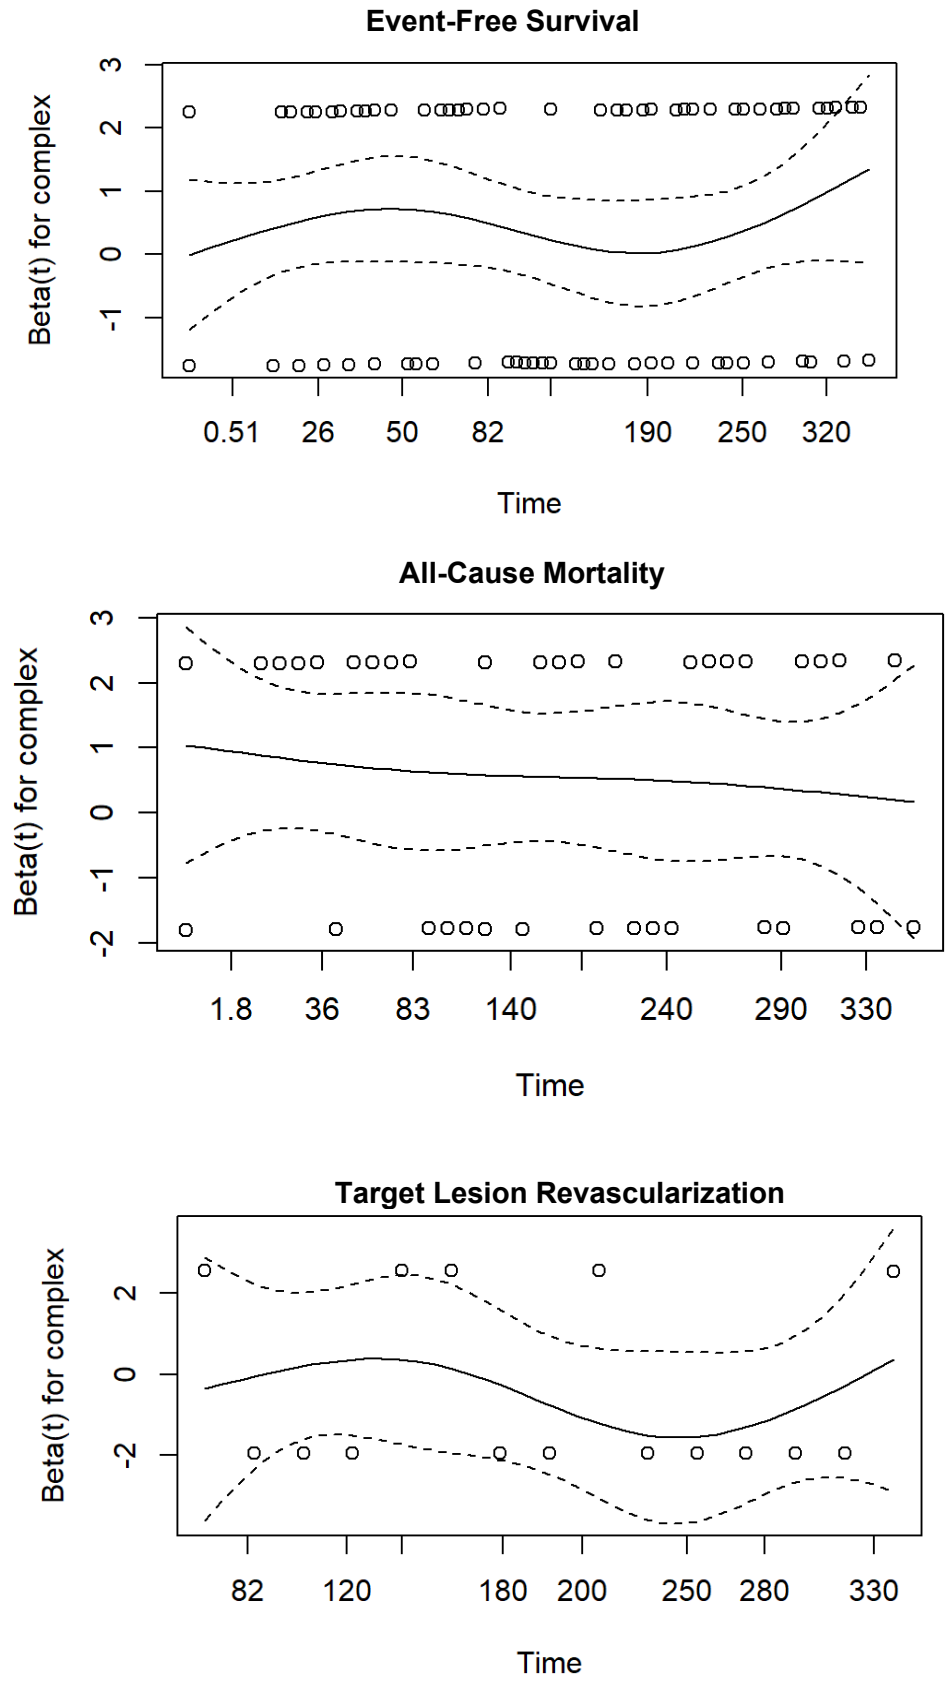 Event-Free Survival
Beta(t) for complex
3
2
1
0
-1
0.51 26 50 82 190 250 320
Time
All-Cause Mortality
Beta(t) for complex
3
2
1
0
-1
-2
1.8 36 83 140 240 290 330
Time
Target Lesion Revascularization
Beta(t) for complex
2
0
-2
82 120 180 200 250 280 330
Time